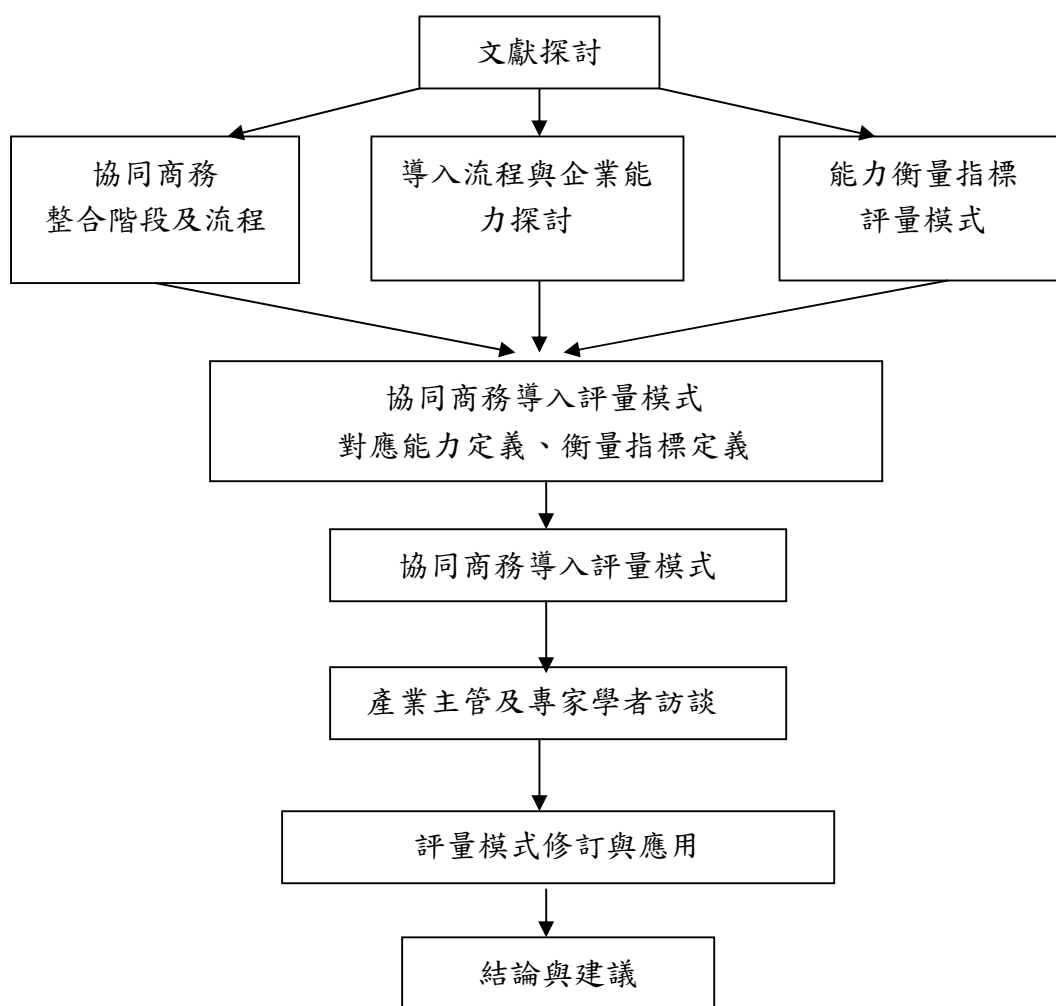 文獻探討
協同商務
整合階段及流程
導入流程與企業能
力探討
能力衡量指標
評量模式
協同商務導入評量模式
對應能力定義、衡量指標定義
協同商務導入評量模式
產業主管及專家學者訪談
評量模式修訂與應用
結論與建議